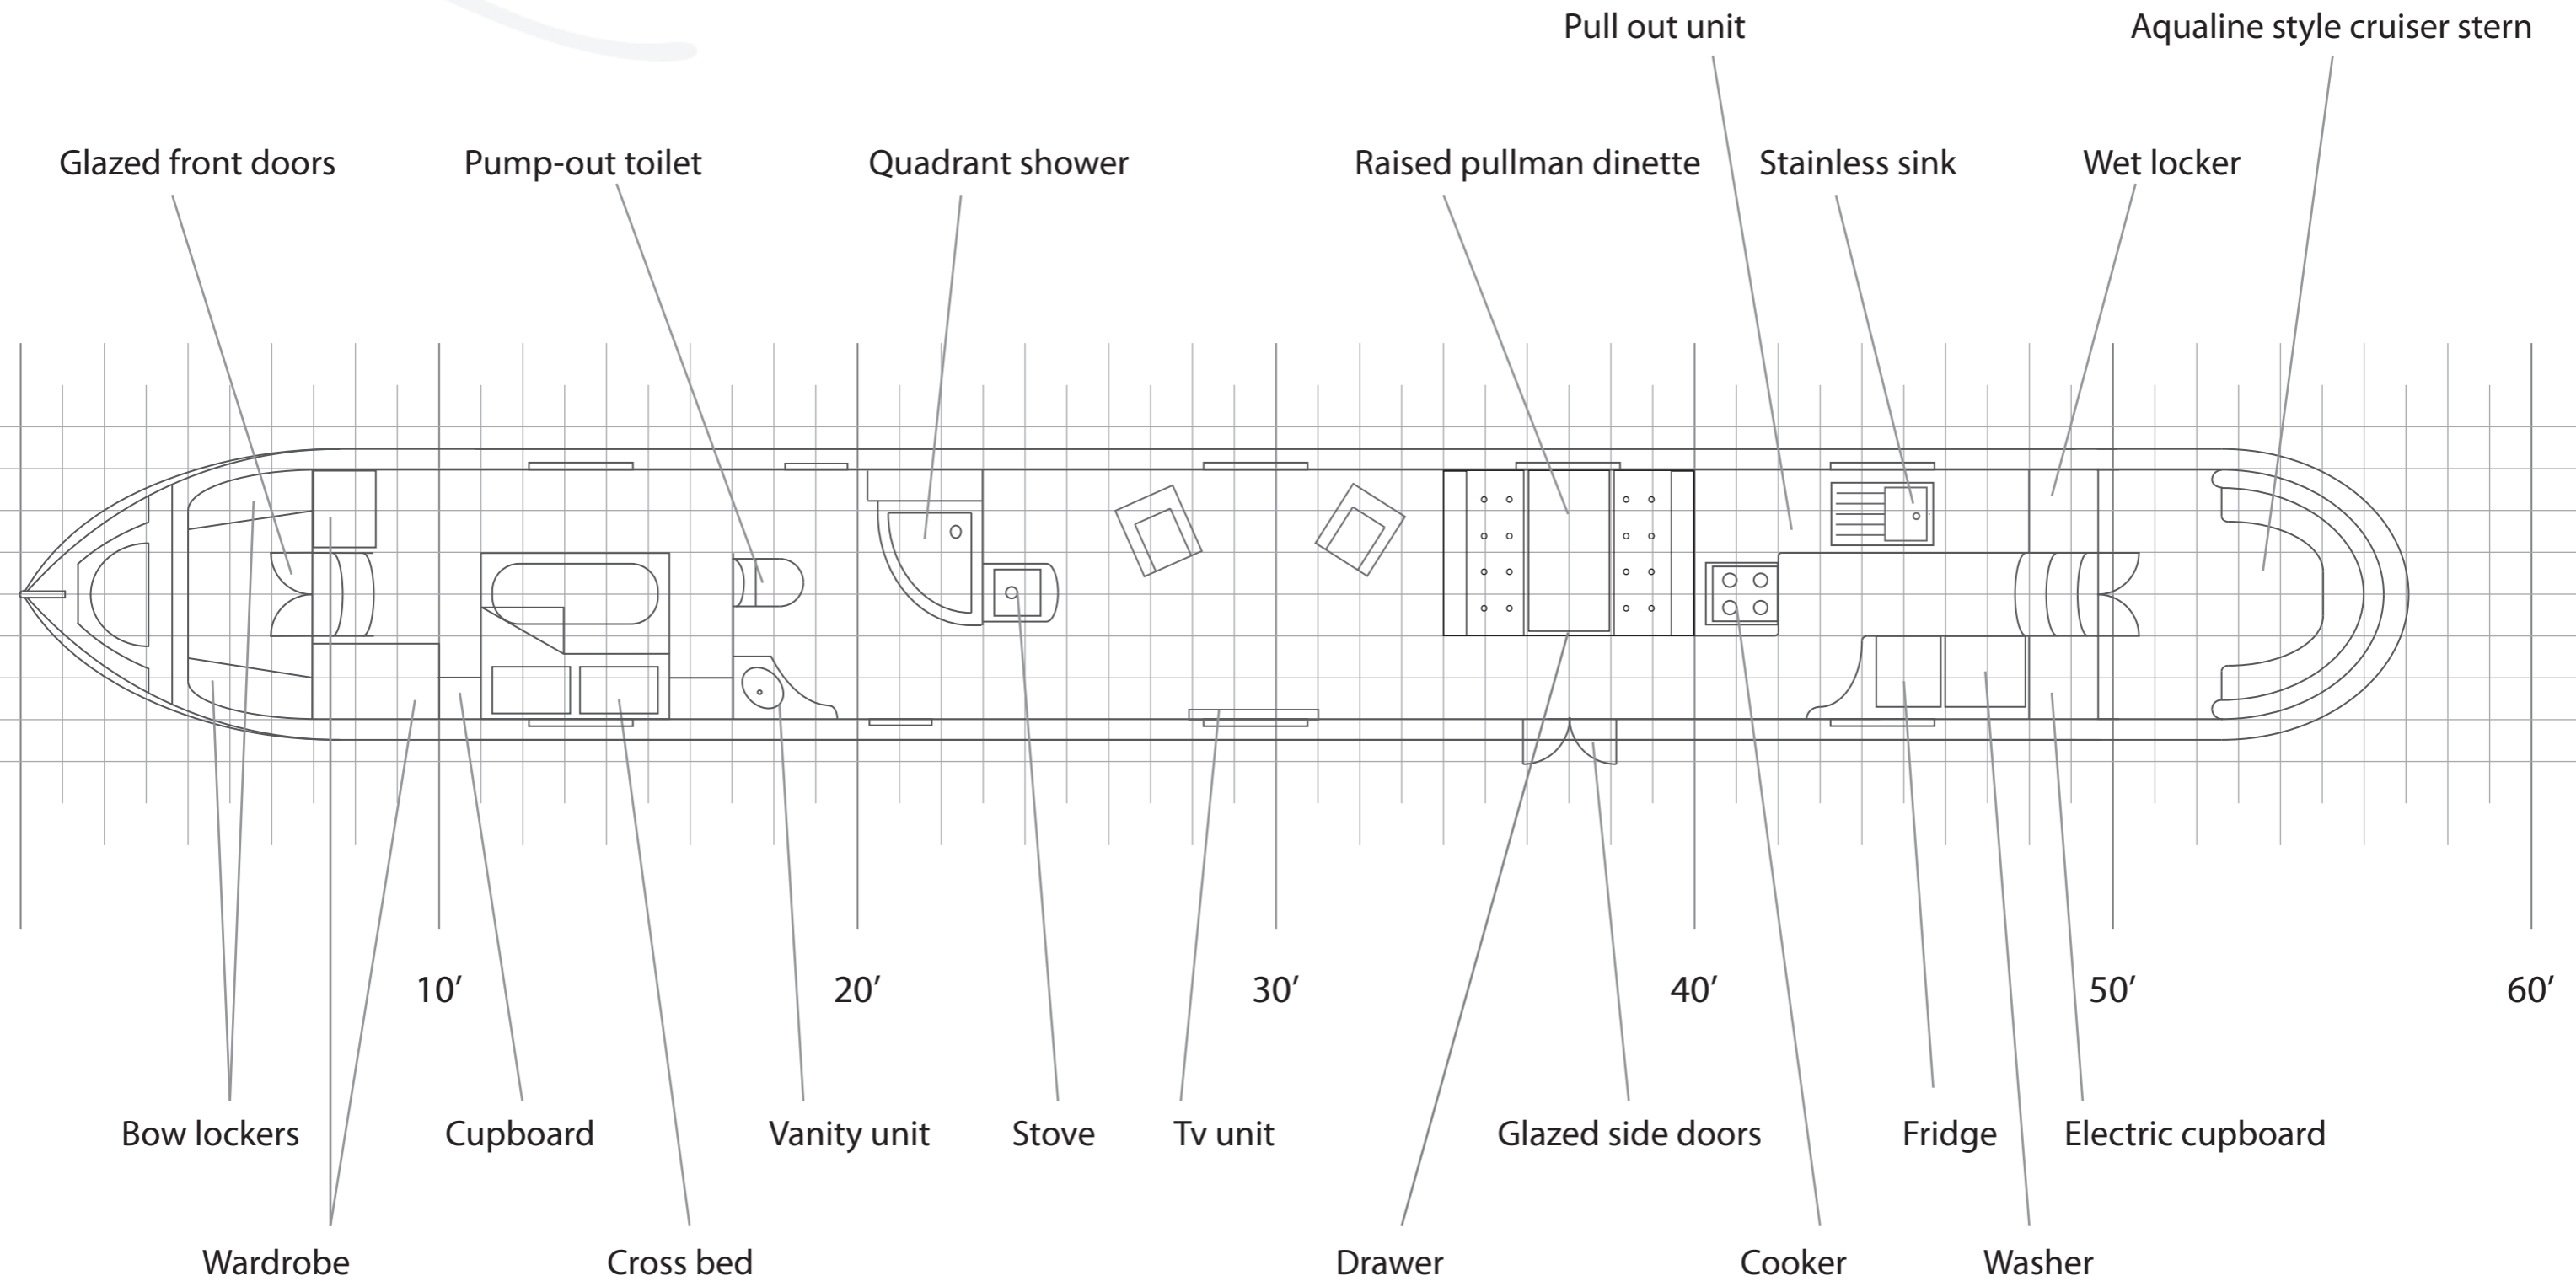 Pull out unit
Aqualine style cruiser stern
Glazed front doors
Pump-out toilet
Quadrant shower
Raised pullman dinette
Stainless sink
Wet locker
10’
20’
30’
40’
50’
60’
Bow lockers
Cupboard
Vanity unit
Stove
Tv unit
Glazed side doors
Fridge
Electric cupboard
Wardrobe
Cross bed
Drawer
Cooker
Washer